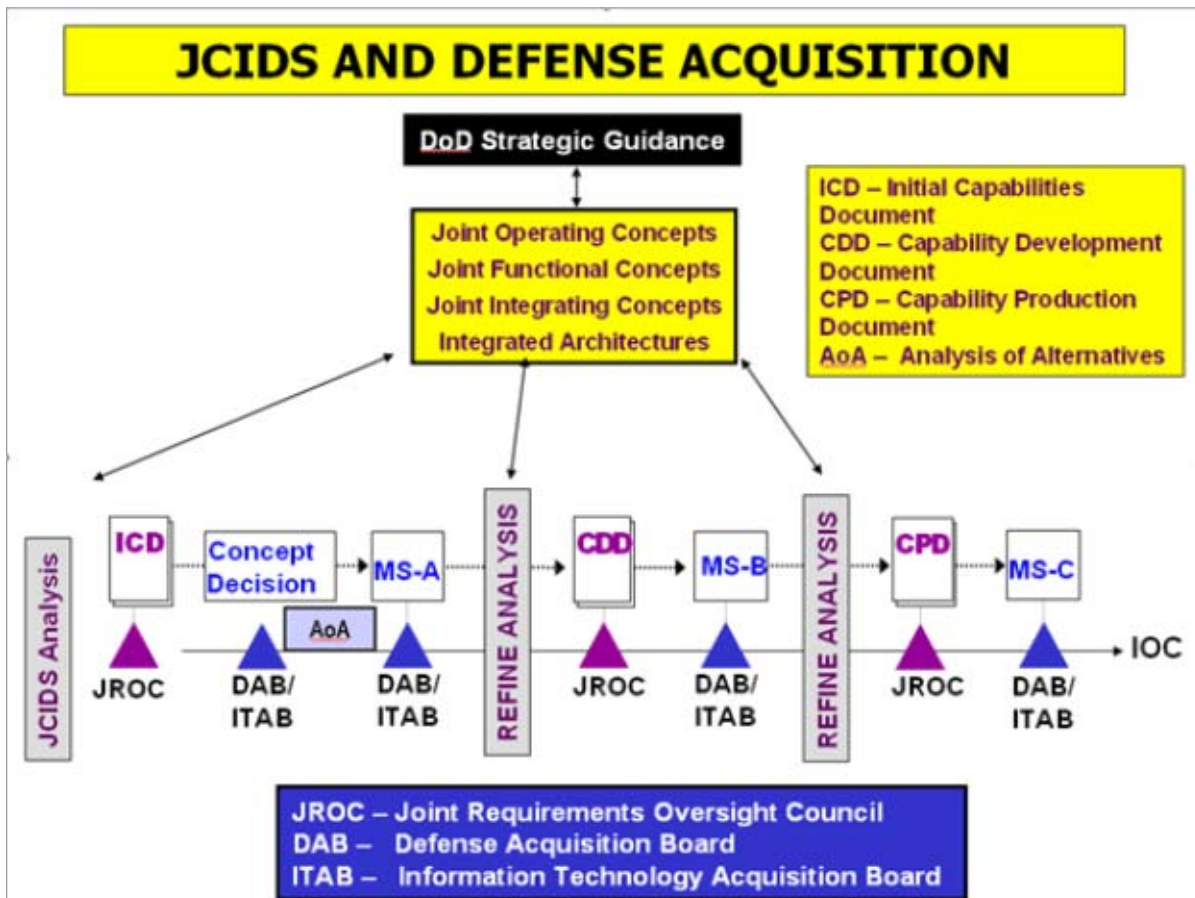 JCIDS AND DEFENSE ACQUISITION
DoD Strategic Guidance
Joint Operating Concepts
Joint Functional Concepts
Joint Integrating Concepts
Integrated Architectures
ICD – Initial Capabilities
Document
CDD – Capability Development
Document
CPD – Capability Production
Document
AoA – Analysis of Alternatives
JCIDS Analysis
ICD
Concept
Decision
MS-A
REFINE ANALYSIS
CDD
MS-B
REFINE ANALYSIS
CPD
MS-C
AoA
IOC
JROC
DAB/
ITAB
DAB/
ITAB
JROC
DAB/
ITAB
JROC
DAB/
ITAB
JROC – Joint Requirements Oversight Council
DAB – Defense Acquisition Board
ITAB – Information Technology Acquisition Board